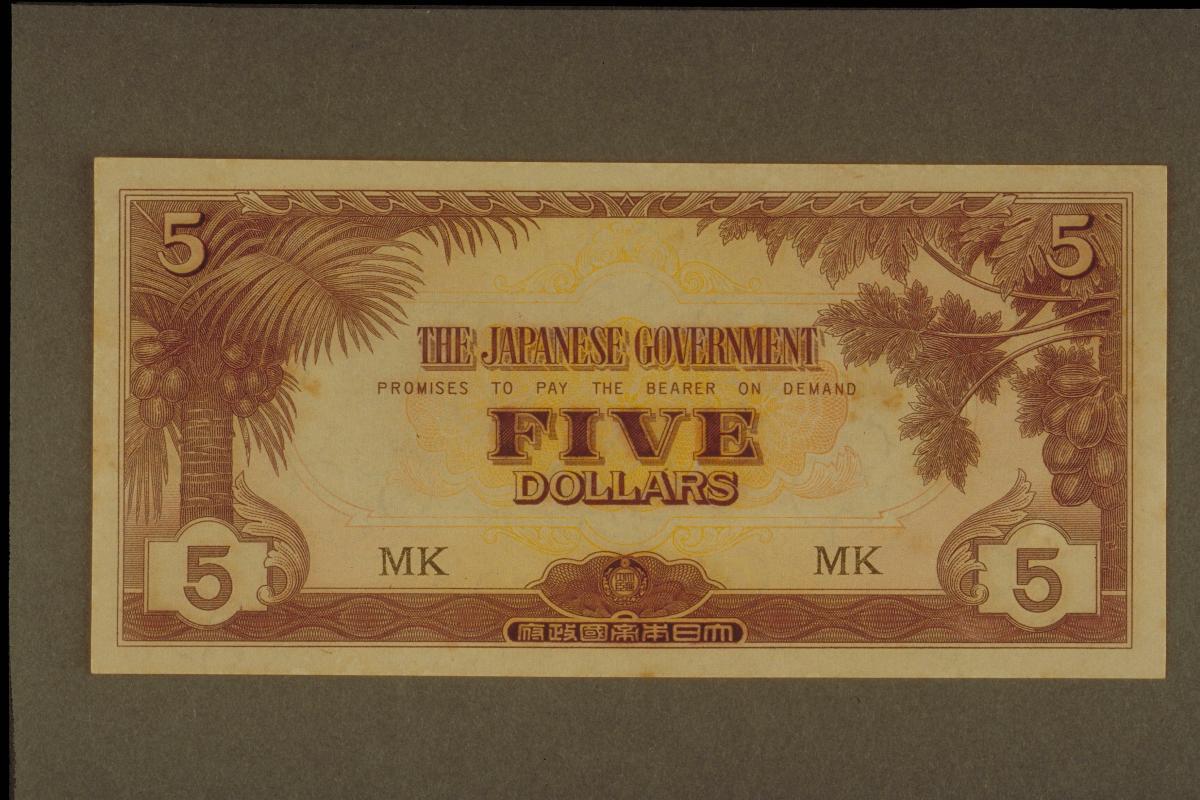 5 5
THE JAPANESE GOVERNMENT
PROMISES TO PAY THE BEARER ON DEMAND
FIVE
DOLLARS
MK MK
5 5
大日本帝國政府